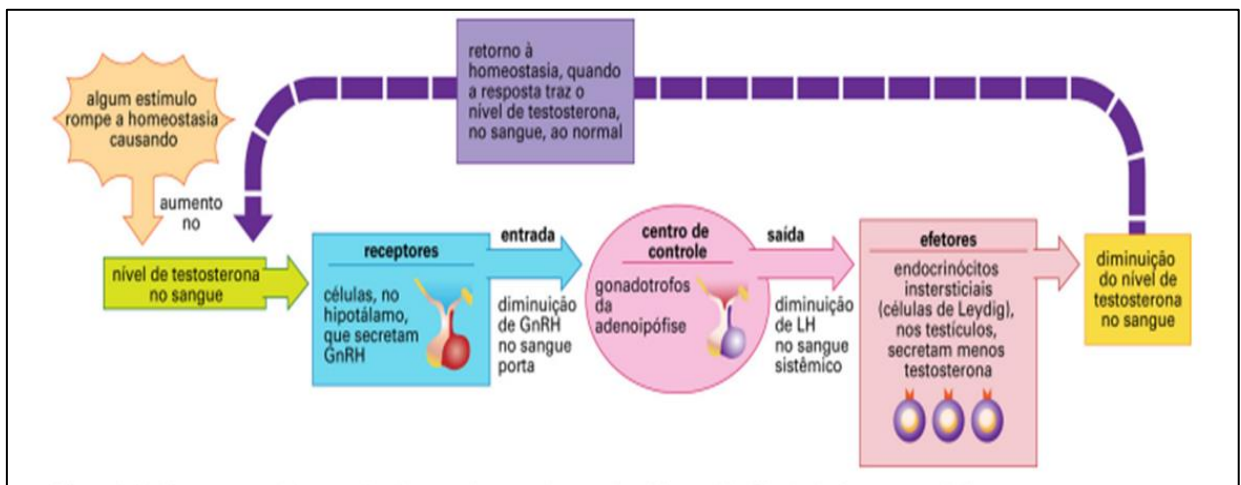 algum estímulo
rompe a homeostasia
causando
aumento
no
nível de testosterona
no sangue
retorno à
homeostasia, quando
a resposta traz o
nível de testosterona,
no sangue, ao normal
receptores
células, no
hipotálamo,
que secretam
GnRH
entrada
diminuição
de GnRH
no sangue
porta
centro de
controle
gonadotrofos
da
adenoipófise
saída
diminuição
de LH
no sangue
sistêmico
efetores
endocrinócitos
instersticiais
(células de Leydig),
nos testículos,
secretam menos
testosterona
diminuição
do nível de
testosterona
no sangue